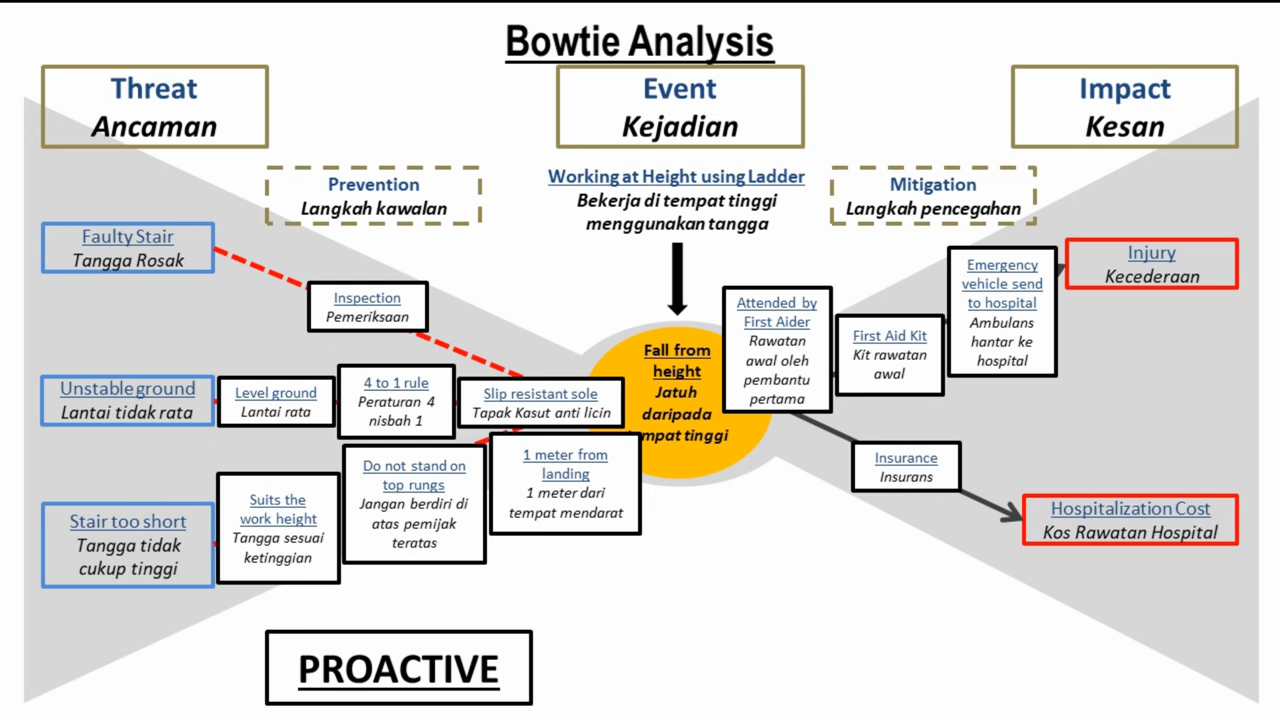 Bowtie Analysis
Threat
Ancaman
Event
Kejadian
Impact
Kesan
Prevention
Langkah kawalan
Working at Height using Ladder
Bekerja di tempat tinggi
menggunakan tangga
Mitigation
Langkah pencegahan
Faulty Stair
Tangga Rosak
Inspection
Pemeriksaan
Unstable ground
Lantai tidak rata
Level ground
Lantai rata
4 to 1 rule
Peraturan 4
nisbah 1
Slip resistant sole
Tapak Kasut anti licin
Stair too short
Tangga tidak
cukup tinggi
Suits the
work height
Tangga sesuai
ketinggian
Do not stand on
top rungs
Jangan berdiri di
atas pemijak
teratas
1 meter from
landing
1 meter dari
tempat mendarat
Fall from
height
Jatuh
daripada
mpat tinggi
Attended by
First Aider
Rawatan
awal oleh
pembantu
pertama
First Aid Kit
Kit rawatan
awal
Emergency
vehicle send
to hospital
Ambulans
hantar ke
hospital
Injury
Kecederaan
Insurance
Insurans
Hospitalization Cost
Kos Rawatan Hospital
PROACTIVE